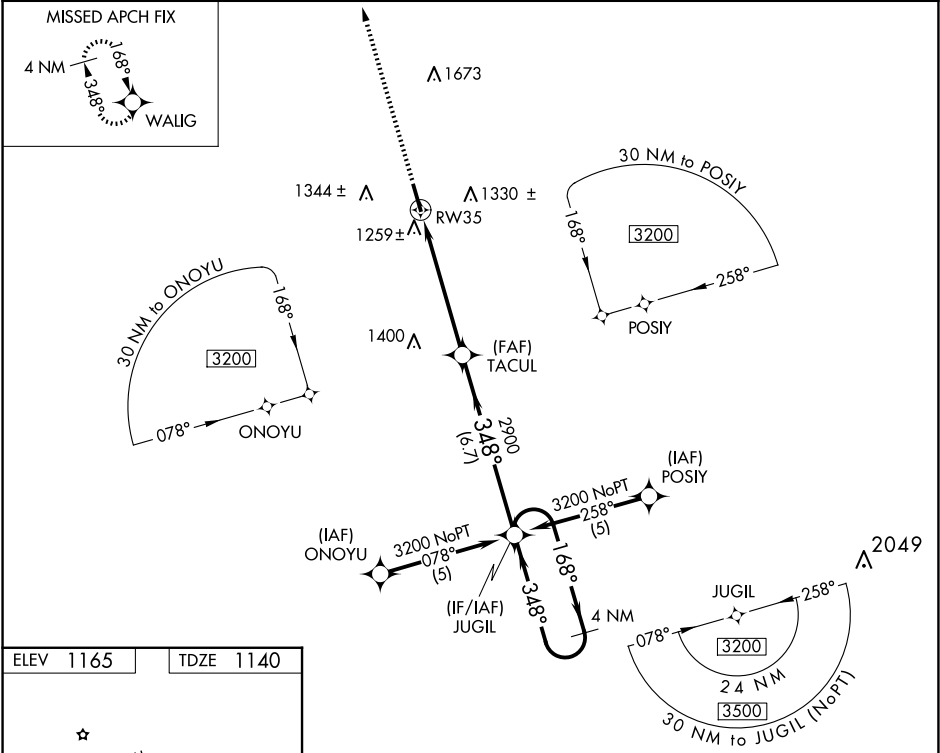 MISSED APCH FIX
4 NM
168°
348°
WALIG
1673
1344 ±
1330 ±
RW35
1259±
30 NM to POSIY
168°
3200
258°
POSIY
30 NM to ONOYU
168°
3200
078°
ONOYU
1400
(FAF)
TACUL
2900
348°
(6.7)
(IAF)
POSIY
3200 NoPT
258°
(5)
(IAF)
ONOYU
3200 NoPT
078°
(5)
(IF/IAF)
JUGIL
348°
168°
4 NM
2049
JUGIL
078°
258°
3200
24 NM
3500
30 NM to JUGIL (NoPT)
ELEV 1165
TDZE 1140